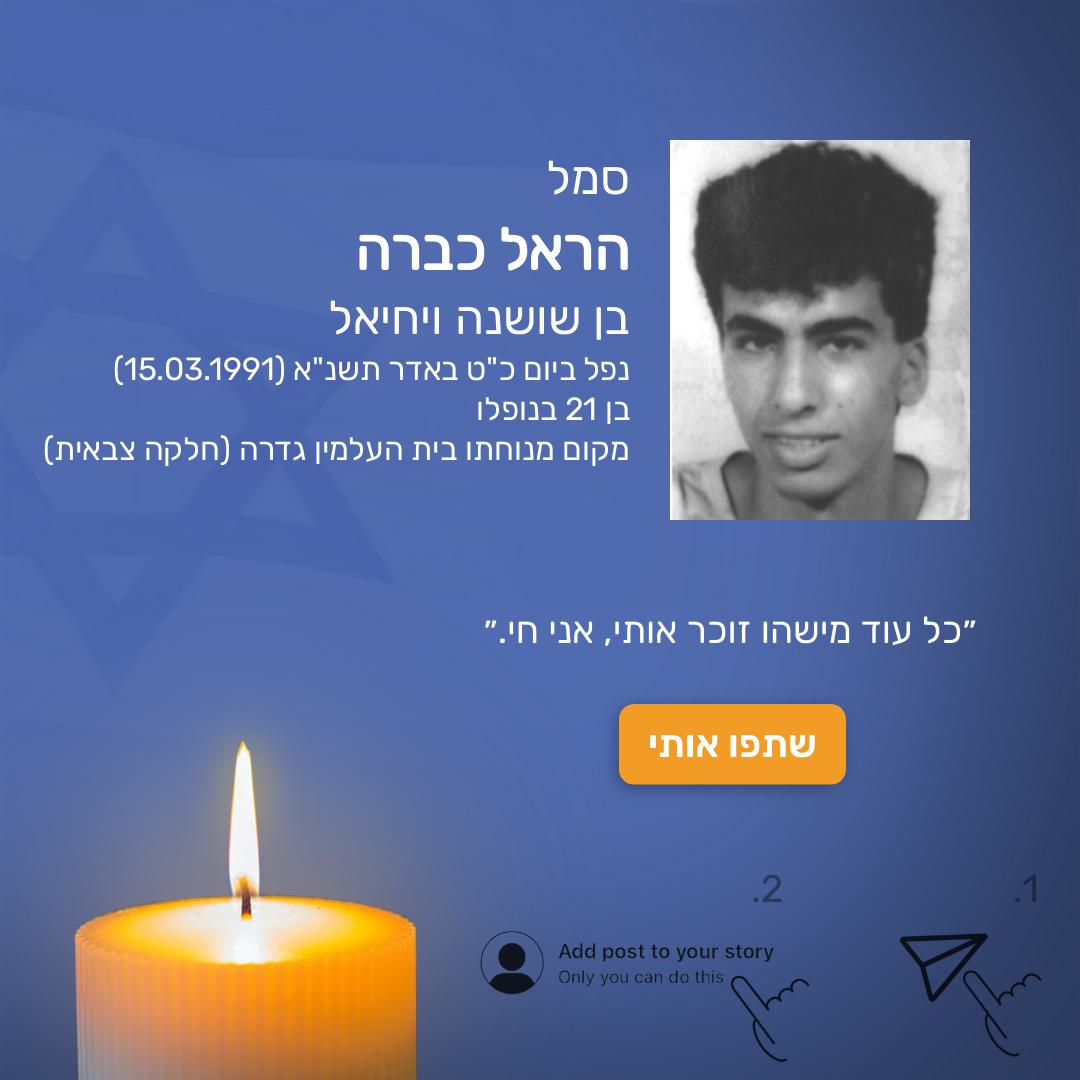 סמל
הראל כברה
בן שושנה ויחיאל
נפל ביום כ"ט באדר תשנ"א (15.03.1991)
בן 21 בנופלו
מקום מנוחתו בית העלמין גדרה (חלקה צבאית)
״כל עוד מישהו זוכר אותי, אני חי.״
שתפו אותי
.1
.2
Add post to your story
Only you can do this